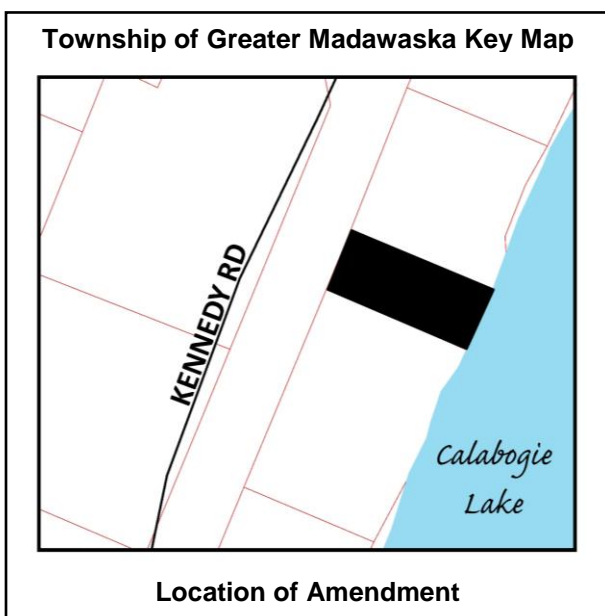 Township of Greater Madawaska Key Map
KENNEDY RD
Calabogie
Lake
Location of Amendment